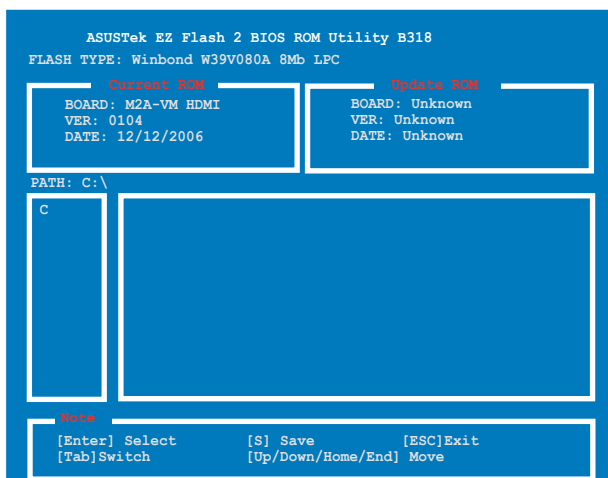 ASUSTek EZ Flash 2 BIOS ROM Utility B318
FLASH TYPE: Winbond W39V080A 8Mb LPC
Current ROM
BOARD: M2A-VM HDMI
VER: 0104
DATE: 12/12/2006
Update ROM
BOARD: Unknown
VER: Unknown
DATE: Unknown
PATH: C:\
C
Note
[Enter] Select [S] Save [ESC]Exit
[Tab]Switch [Up/Down/Home/End] Move